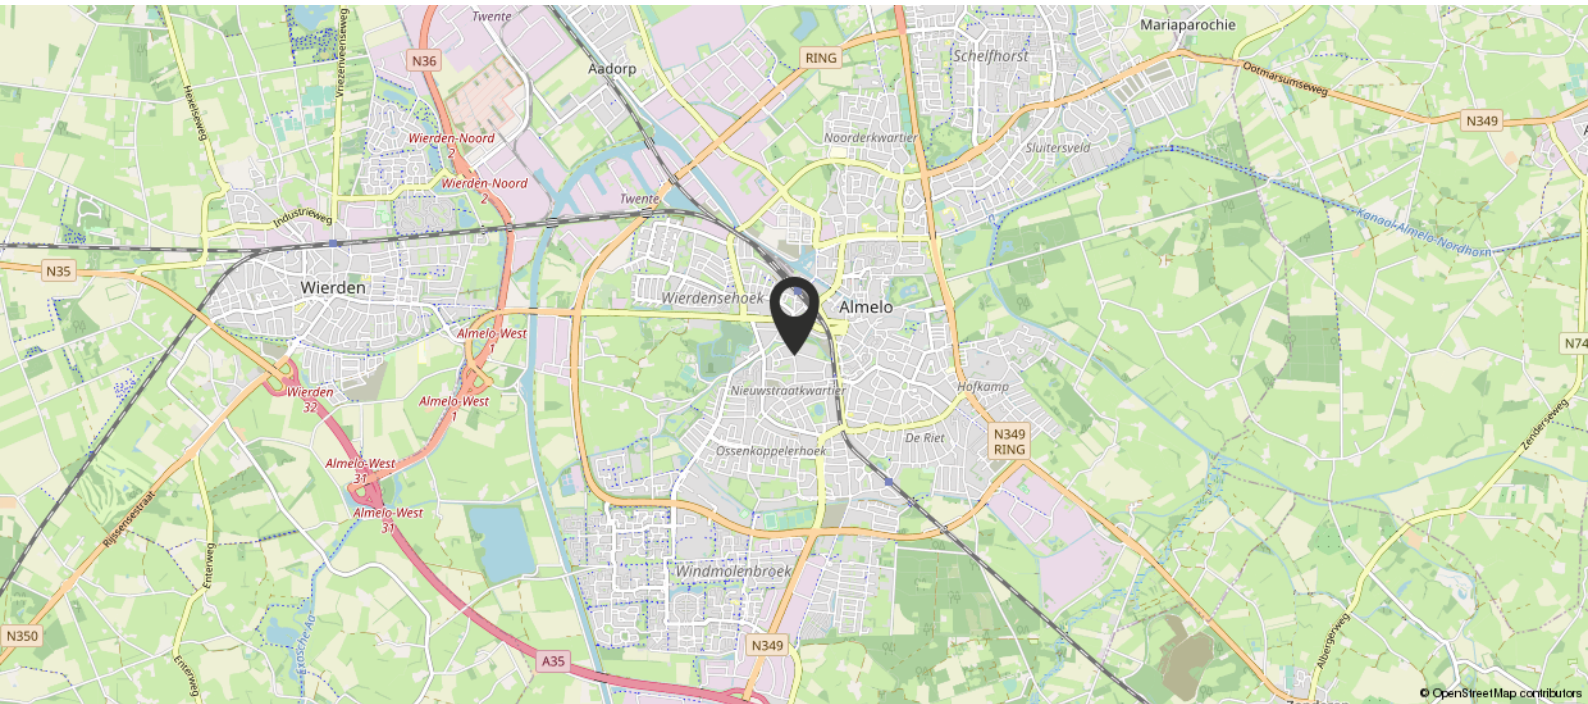 Twente
Mariaparochie
Vriezenveenseweg
N36
Aadorp
RING
Schelfhorst
Ootmarsumseweg
Hexelseweg
N349
Wierden-Noord
2
Noorderkwartier
Sluitersveld
Wierden-Noord
2
Twente
Industrieweg
Kanaal-Almelo-Nordhorn
N35
Wierden
Wierdensehoek
Almelo
Almelo-West
1
N74
Wierden
32
Almelo-West
1
Nieuwstraatkwartier
Hofkamp
N349
RING
De Riet
Zenderseweg
Ossenkoppelerhoek
Almelo-West
31
Almelo-West
31
Rijssensestraat
Enterweg
Windmolenbroek
N350
Exosche Aa
Albergerweg
N349
A35
Enterweg
© OpenStreetMap contributors